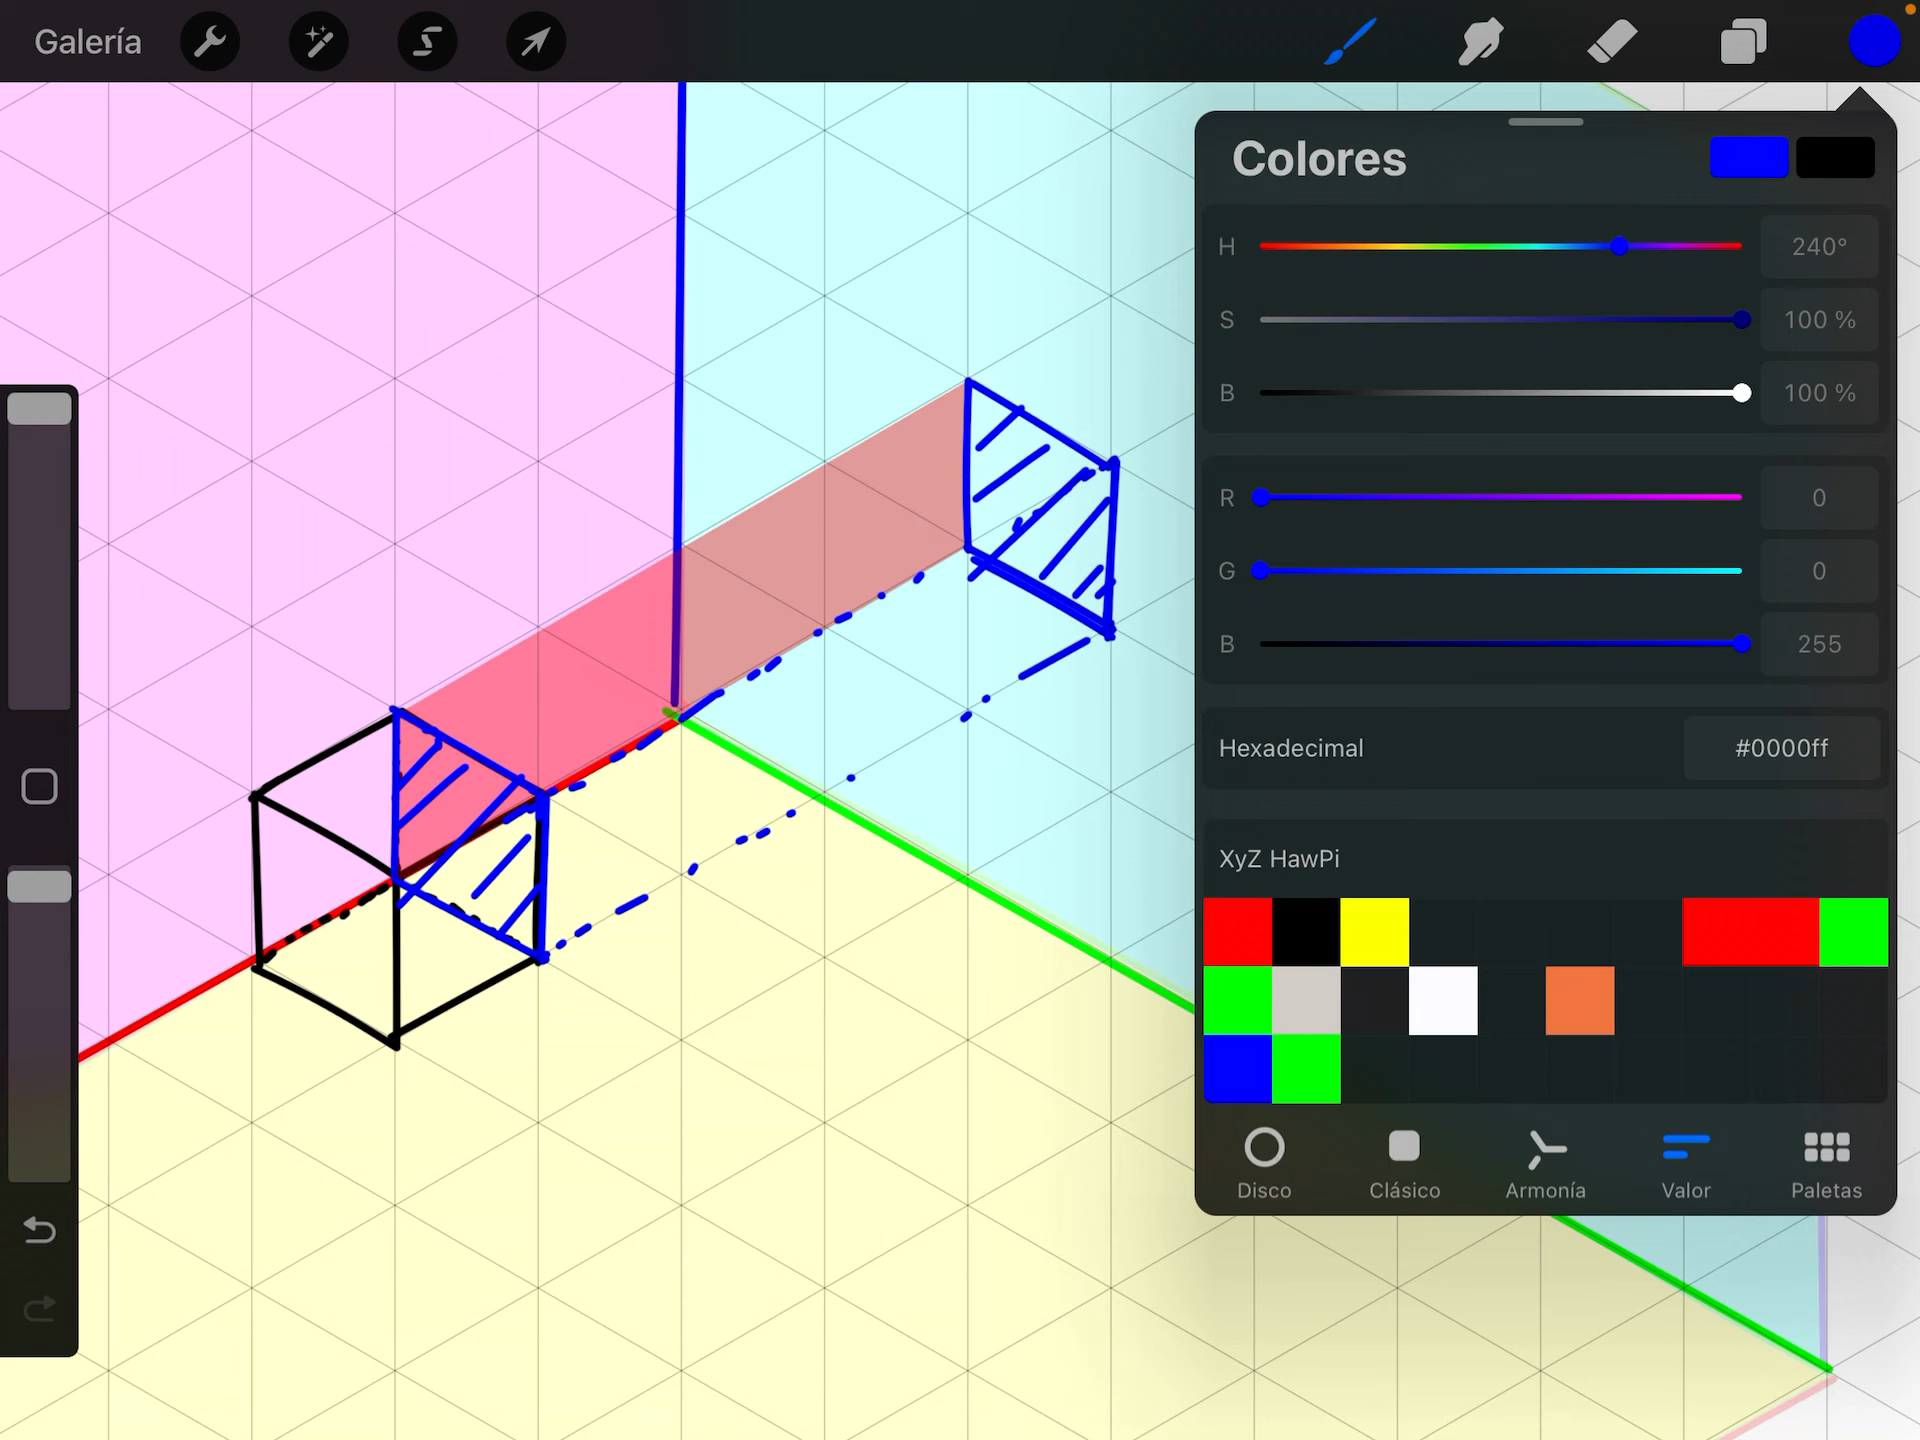 Galería
Colores
H 240°
S 100 %
B 100 %
R 0
G 0
B 255
Hexadecimal #0000ff
XyZ HawPi
Disco Clásico Armonía Valor Paletas